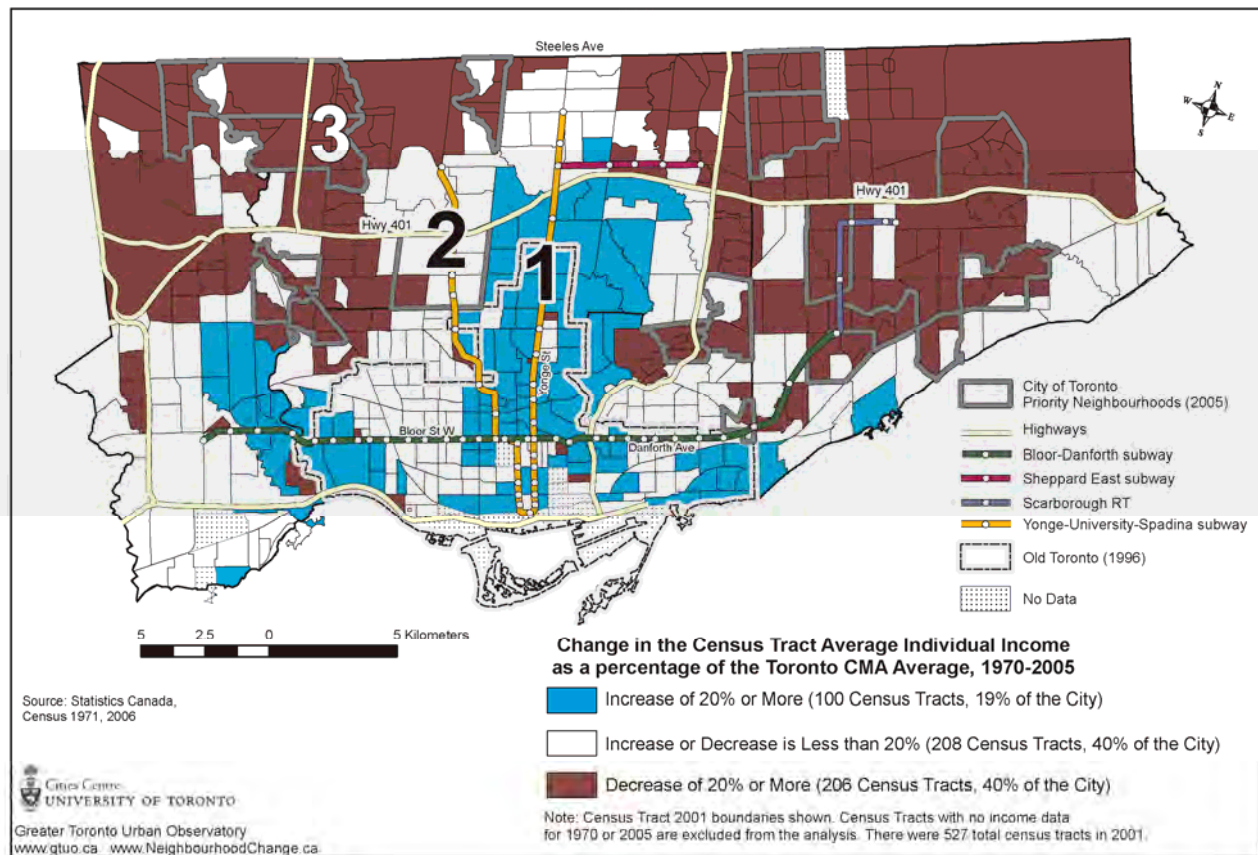 Steeles Ave
N
W
E
S
3
Hwy 401
Hwy 401
2
1
Yonge St
Bloor St W
Danforth Ave
City of Toronto
Priority Neighbourhoods (2005)
Highways
Bloor-Danforth subway
Sheppard East subway
Scarborough RT
Yonge-University-Spadina subway
Old Toronto (1996)
No Data
5 2.5 0 5 Kilometers
Change in the Census Tract Average Individual Income
as a percentage of the Toronto CMA Average, 1970-2005
Increase of 20% or More (100 Census Tracts, 19% of the City)
Increase or Decrease is Less than 20% (208 Census Tracts, 40% of the City)
Decrease of 20% or More (206 Census Tracts, 40% of the City)
Note: Census Tract 2001 boundaries shown. Census Tracts with no income data
for 1970 or 2005 are excluded from the analysis. There were 527 total census tracts in 2001.
Source: Statistics Canada,
Census 1971, 2006
Cities Centre
UNIVERSITY OF TORONTO
Greater Toronto Urban Observatory
www.gtuo.ca www.NeighbourhoodChange.ca